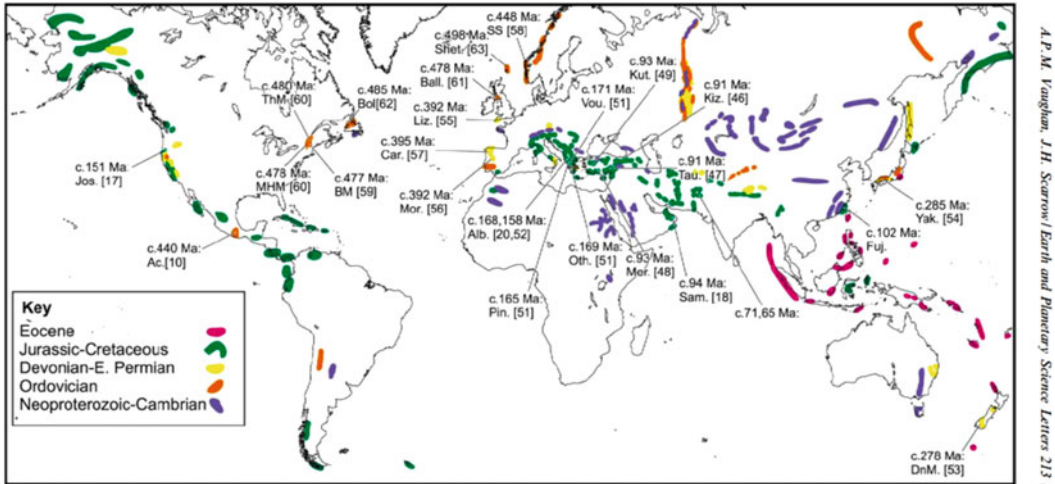 c.448 Ma:
SS [58]
c.498 Ma:
Shet. [63]
c.478 Ma:
Ball. [61]
c.392 Ma:
Liz. [55]
c.93 Ma:
Kut. [49]
c.171 Ma:
Vou. [51]
c.91 Ma:
Kiz. [46]
c.480 Ma:
ThM [60]
c.485 Ma:
Bol[62]
c.395 Ma:
Car. [57]
c.151 Ma:
Jos. [17]
c.478 Ma:
MHM [60]
c.477 Ma:
BM [59]
c.392 Ma:
Mor. [56]
c.91 Ma:
Tau. [47]
c.285 Ma:
Yak. [54]
c.168,158 Ma:
Alb. [20,52]
c.440 Ma:
Ac.[10]
c.169 Ma:
Oth. [51]
c.93 Ma:
Mer. [48]
c.102 Ma:
Fuj.
c.165 Ma:
Pin. [51]
c.94 Ma:
Sam. [18]
c.71,65 Ma:
Key
Eocene
Jurassic-Cretaceous
Devonian-E. Permian
Ordovician
Neoproterozoic-Cambrian
c.278 Ma:
DnM. [53]
A.P.M. Vaughan, J.H. Scarrow / Earth and Planetary Science Letters 213